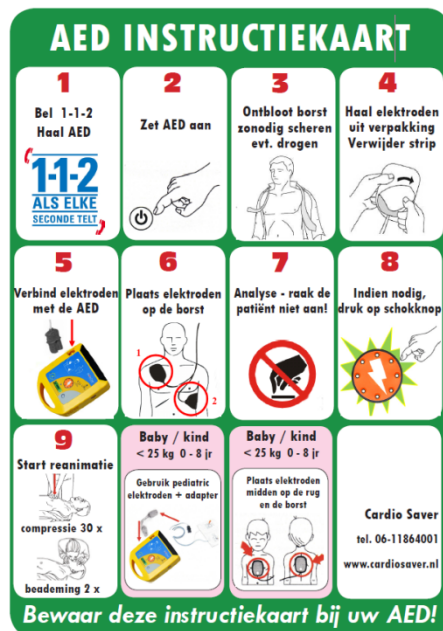 AED INSTRUCTIEKAART
1
Bel 1-1-2
Haal AED
1-1-2
ALS ELKE
SECONDE TELT
2
Zet AED aan
3
Ontbloot borst
zonodig scheren
evt. drogen
4
Haal elektroden
uit verpakking
Verwijder strip
5
Verbind elektroden
met de AED
6
Plaats elektroden
op de borst
1
2
7
Analyse - raak de
patiënt niet aan!
8
Indien nodig,
druk op schokknop
9
Start reanimatie
compressie 30 x
beademing 2 x
Baby / kind
< 25 kg 0 - 8 jr
Gebruik pediatric
elektroden + adapter
Baby / kind
< 25 kg 0 - 8 jr
Plaats elektroden
midden op de rug
en de borst
Cardio Saver
tel. 06-11864001
www.cardiosaver.nl
Bewaar deze instructiekaart bij uw AED!